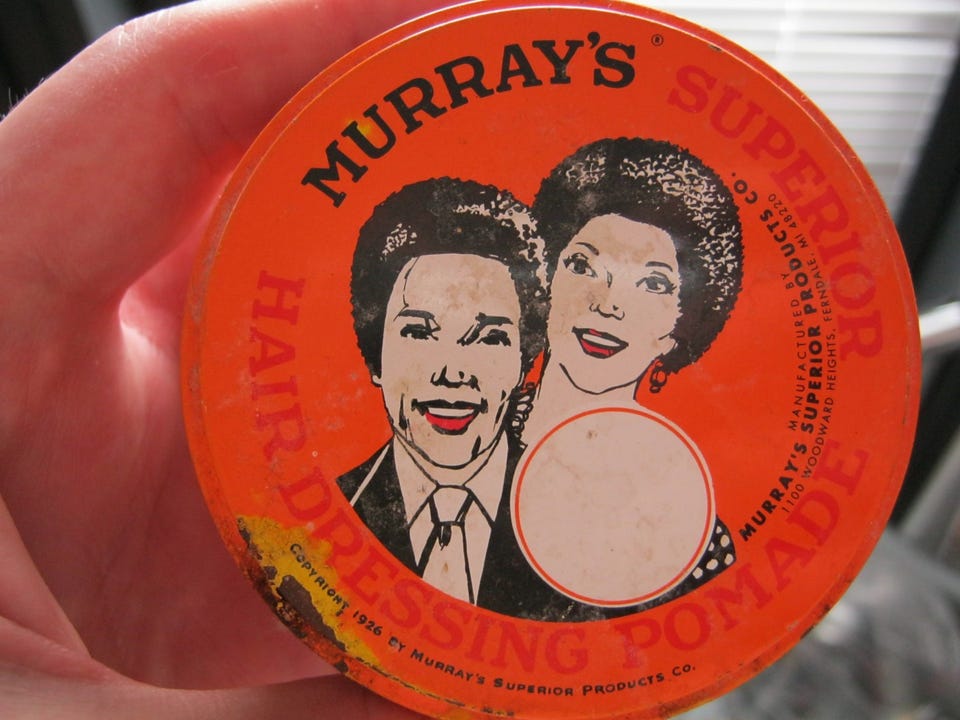 MURRAY'S®
SUPERIOR
HAIR DRESSING POMADE
MANUFACTURED BY
MURRAY'S SUPERIOR PRODUCTS CO.
1100 WOODWARD HEIGHTS, FERNDALE, MI 48220
COPYRIGHT 1926 BY MURRAY'S SUPERIOR PRODUCTS CO.